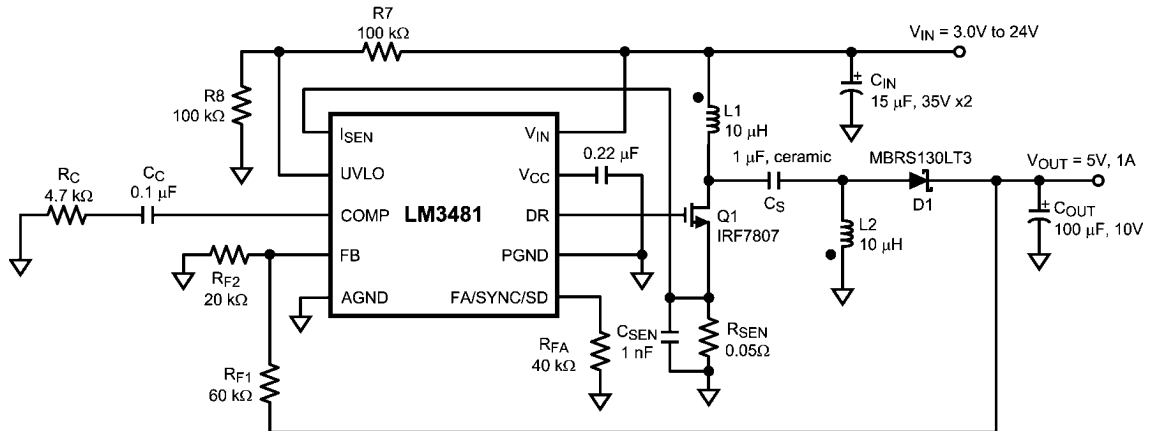 R7
100 kΩ
V_IN = 3.0V to 24V
R8
100 kΩ
C_IN
15 μF, 35V x2
L1
10 μH
I_SEN
V_IN
0.22 μF
1 μF, ceramic
MBRS130LT3
V_OUT = 5V, 1A
R_C
4.7 kΩ
C_C
0.1 μF
UVLO
V_CC
COMP
LM3481
DR
Q1
IRF7807
C_S
D1
L2
10 μH
C_OUT
100 μF, 10V
FB
PGND
R_F2
20 kΩ
AGND
FA/SYNC/SD
C_SEN
1 nF
R_SEN
0.05Ω
R_FA
40 kΩ
R_F1
60 kΩ
+
+